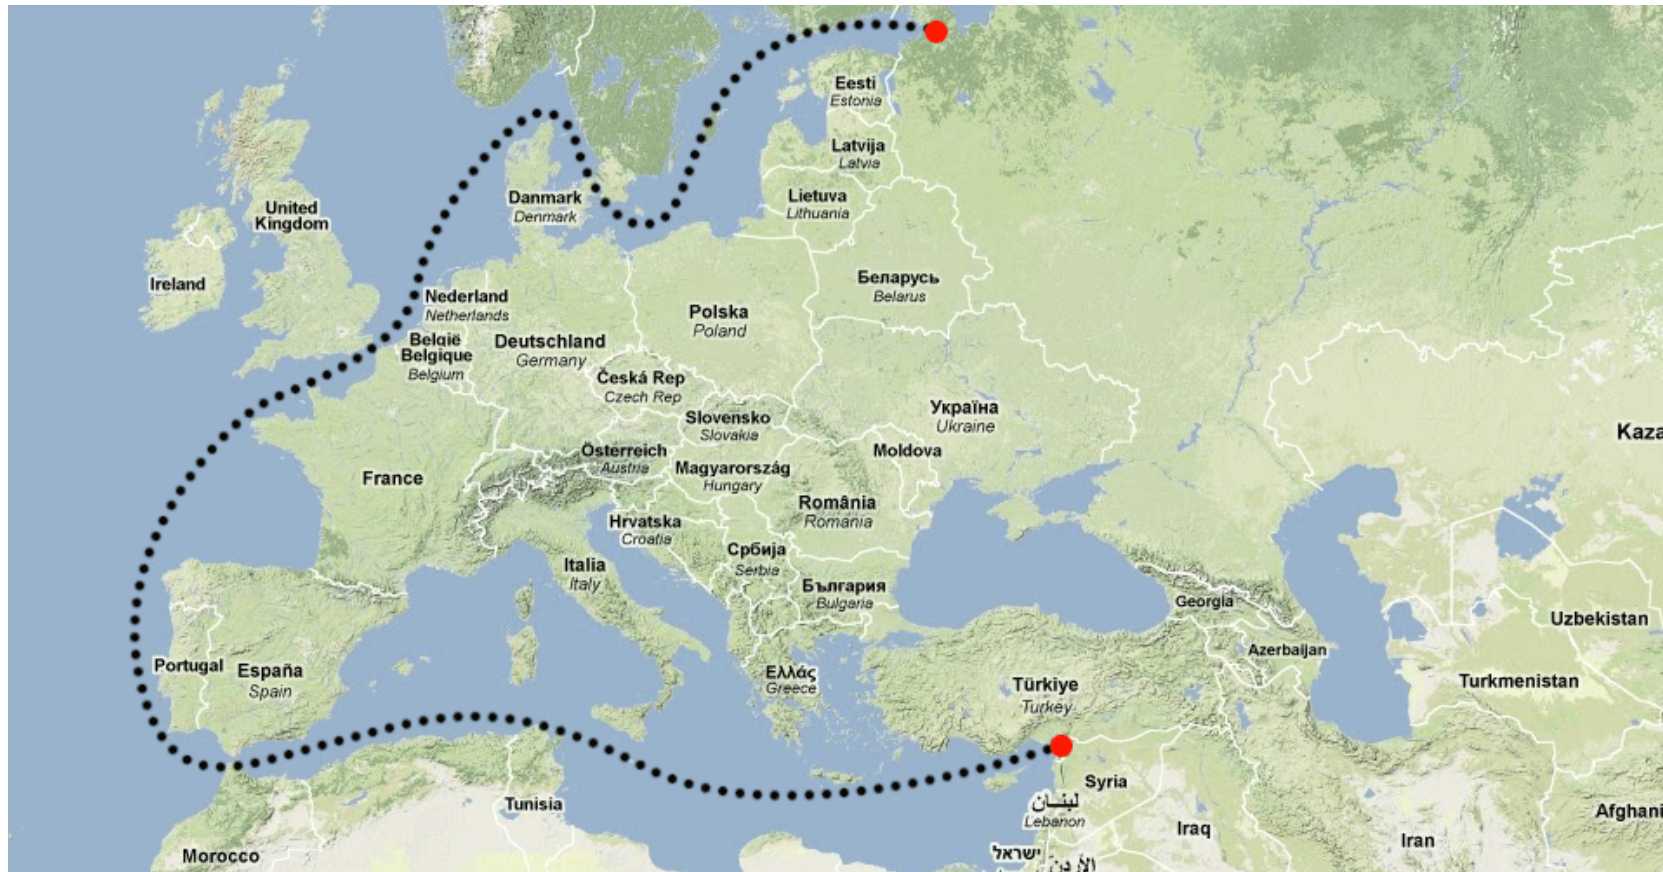 Eesti
Estonia
Latvija
Latvia
Lietuva
Lithuania
Danmark
Denmark
United
Kingdom
Ireland
Беларусь
Belarus
Nederland
Netherlands
Polska
Poland
België
Belgique
Belgium
Deutschland
Germany
Česká Rep
Czech Rep
Україна
Ukraine
Slovensko
Slovakia
Kaza
Österreich
Austria
Moldova
Magyarország
Hungary
France
România
Romania
Hrvatska
Croatia
Србија
Serbia
Italia
Italy
България
Bulgaria
Georgia
Uzbekistan
Azerbaijan
Portugal
España
Spain
Ελλάς
Greece
Türkiye
Turkey
Turkmenistan
Syria
Tunisia
لبنان
Lebanon
Afghani
Iraq
Iran
Morocco
ישראל
الأردن